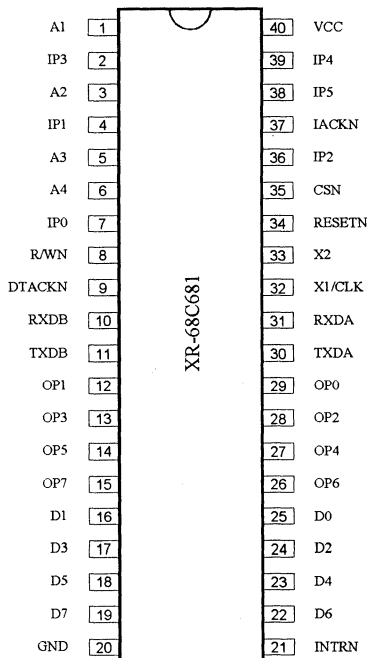 A1 1 40 VCC
IP3 2 39 IP4
A2 3 38 IP5
IP1 4 37 IACKN
A3 5 36 IP2
A4 6 35 CSN
IP0 7 34 RESETN
R/WN 8 33 X2
DTACKN 9 32 X1/CLK
RXDB 10 31 RXDA
TXDB 11 30 TXDA
OP1 12 29 OP0
OP3 13 28 OP2
OP5 14 27 OP4
OP7 15 26 OP6
D1 16 25 D0
D3 17 24 D2
D5 18 23 D4
D7 19 22 D6
GND 20 21 INTRN
XR-68C681